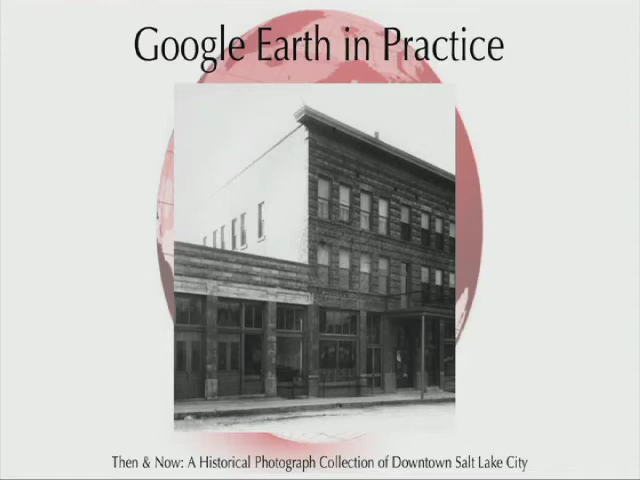 Google Earth in Practice
Then & Now: A Historical Photograph Collection of Downtown Salt Lake City